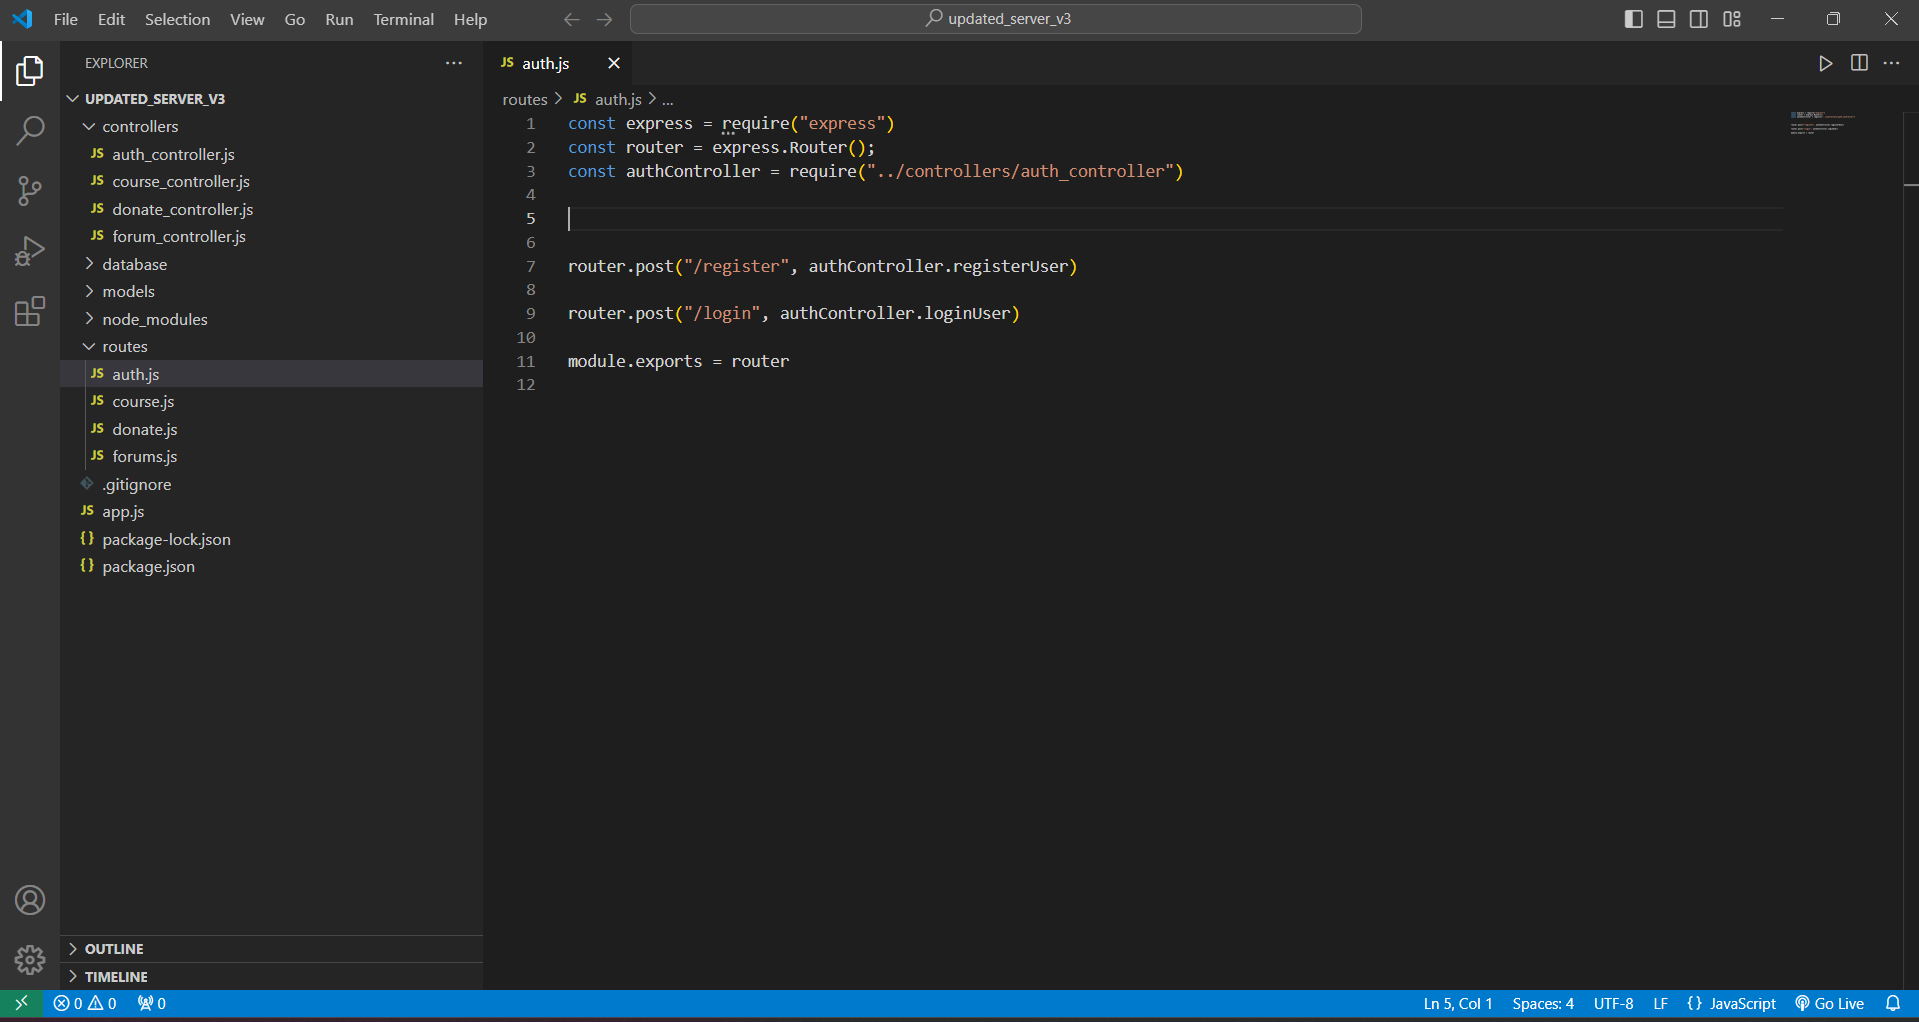 File Edit Selection View Go Run Terminal Help
updated_server_v3
EXPLORER
UPDATED_SERVER_V3
controllers
JS auth_controller.js
JS course_controller.js
JS donate_controller.js
JS forum_controller.js
database
models
node_modules
routes
JS auth.js
JS course.js
JS donate.js
JS forums.js
.gitignore
JS app.js
{} package-lock.json
{} package.json
OUTLINE
TIMELINE
JS auth.js
routes > JS auth.js > ...
1 const express = require("express")
2 const router = express.Router();
3 const authController = require("../controllers/auth_controller")
4
5
6
7 router.post("/register", authController.registerUser)
8
9 router.post("/login", authController.loginUser)
10
11 module.exports = router
12
0 0 0
Ln 5, Col 1 Spaces: 4 UTF-8 LF {} JavaScript Go Live